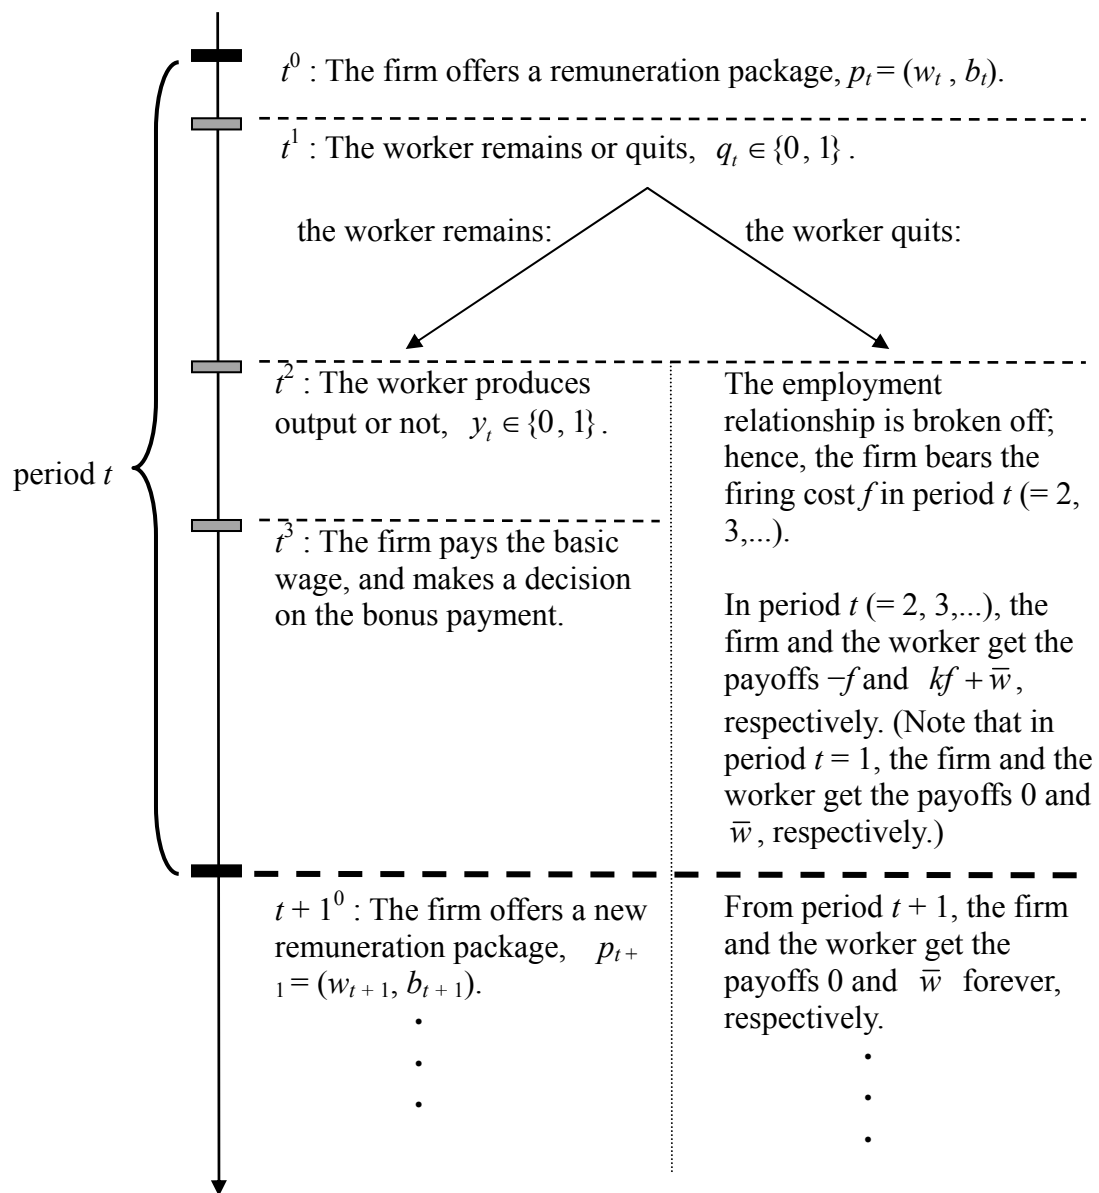 t⁰ : The firm offers a remuneration package, pₜ = (wₜ , bₜ).
t¹ : The worker remains or quits, qₜ ∈ {0 , 1} .
the worker remains:
the worker quits:
period t
t² : The worker produces
output or not, yₜ ∈ {0 , 1} .
t³ : The firm pays the basic
wage, and makes a decision
on the bonus payment.
The employment
relationship is broken off;
hence, the firm bears the
firing cost f in period t (= 2,
3,...).
In period t (= 2, 3,...), the
firm and the worker get the
payoffs −f and kf + w̅ ,
respectively. (Note that in
period t = 1, the firm and the
worker get the payoffs 0 and
w̅ , respectively.)
t + 1⁰ : The firm offers a new
remuneration package, pₜ ₊
₁ = (wₜ ₊ ₁, bₜ ₊ ₁).
From period t + 1, the firm
and the worker get the
payoffs 0 and w̅ forever,
respectively.